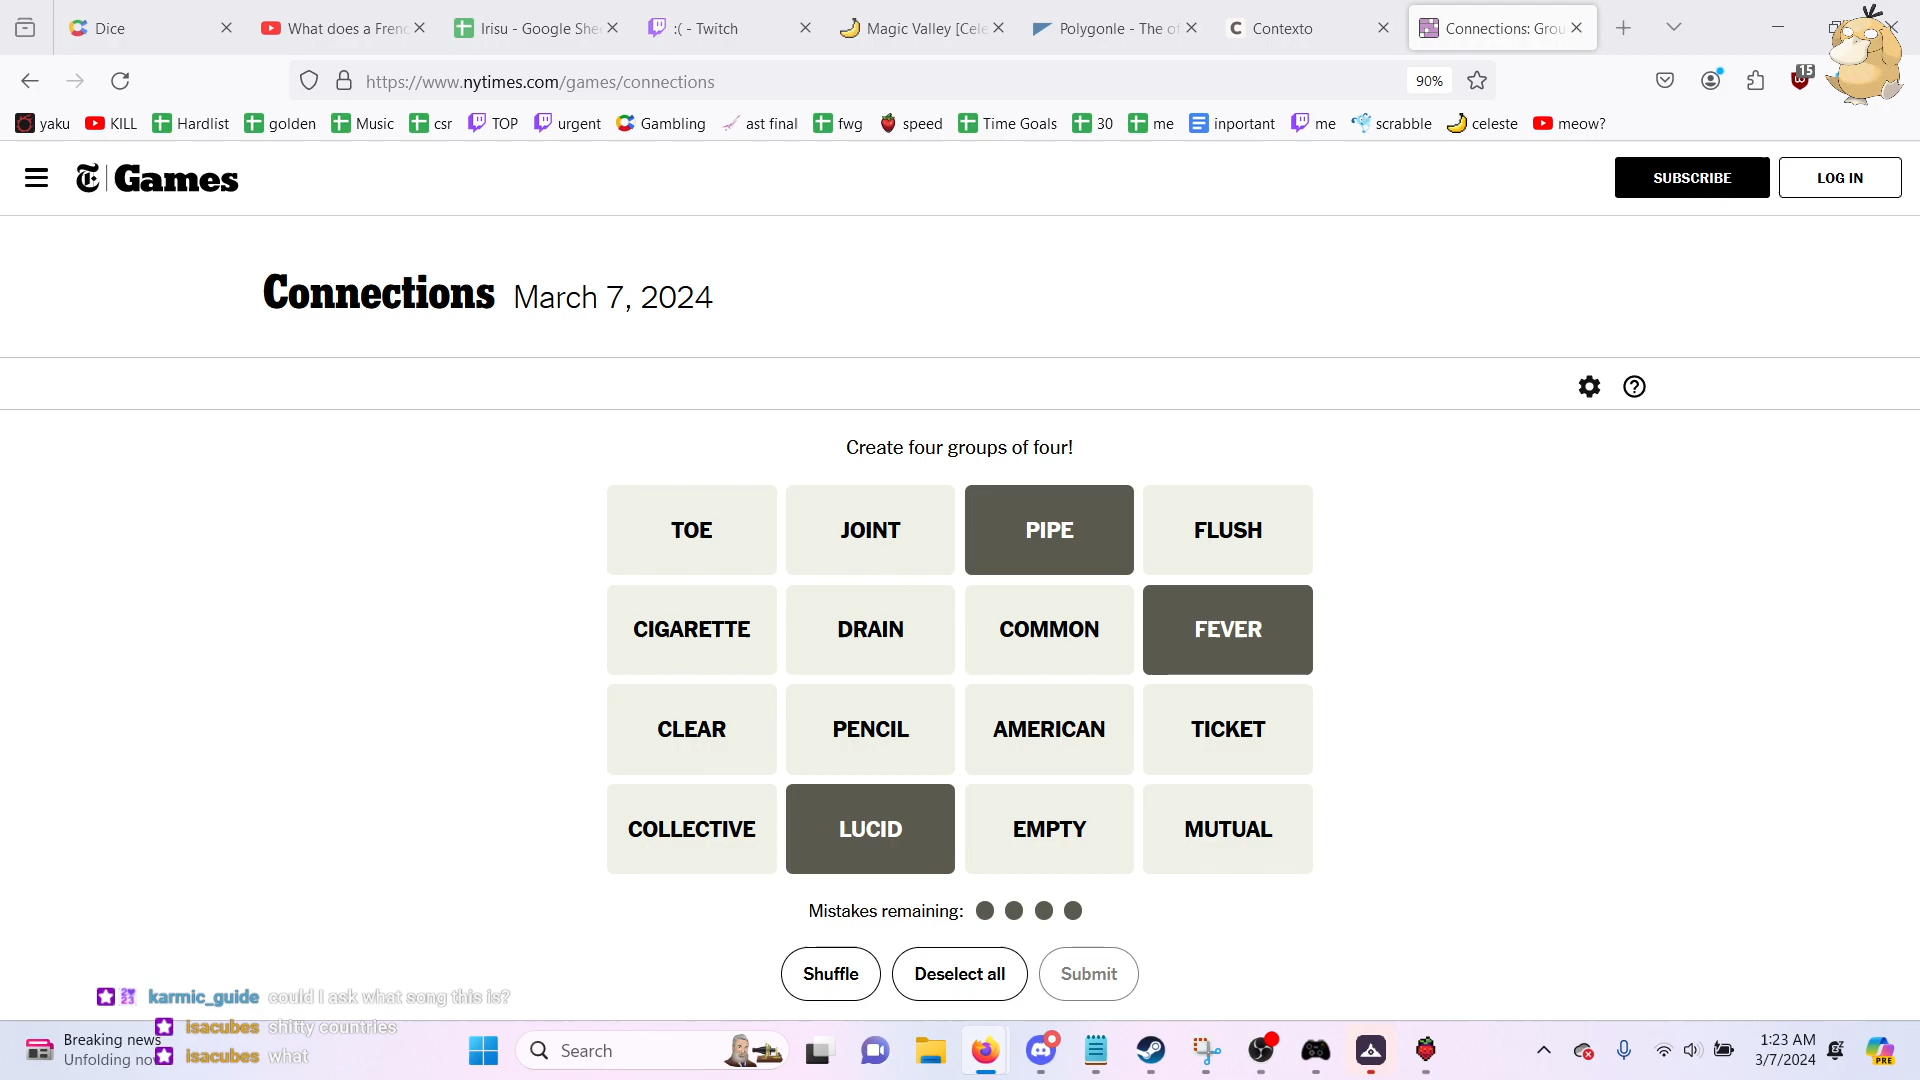 Dice
What does a Frenc
Irisu - Google She
:( - Twitch
Magic Valley [Cele
Polygonle - The of
Contexto
Connections: Grou
https://www.nytimes.com/games/connections
90%
15
yaku
KILL
Hardlist
golden
Music
csr
TOP
urgent
Gambling
ast final
fwg
speed
Time Goals
30
me
inportant
me
scrabble
celeste
meow?
Games
SUBSCRIBE
LOG IN
Connections March 7, 2024
Create four groups of four!
TOE JOINT PIPE FLUSH
CIGARETTE DRAIN COMMON FEVER
CLEAR PENCIL AMERICAN TICKET
COLLECTIVE LUCID EMPTY MUTUAL
Mistakes remaining:
Shuffle Deselect all Submit
karmic_guide could I ask what song this is?
isacubes shitty countries
isacubes what
Breaking news
Unfolding now
Search
1:23 AM
3/7/2024
PRE